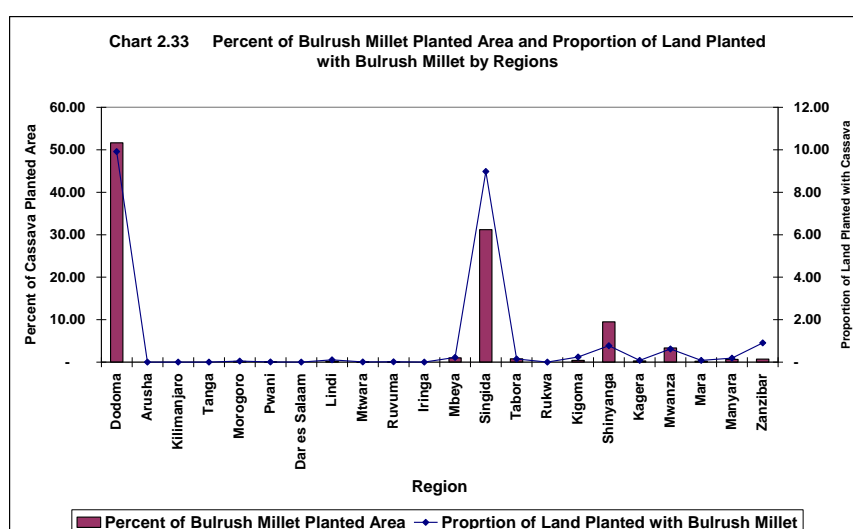 Chart 2.33 Percent of Bulrush Millet Planted Area and Proportion of Land Planted
with Bulrush Millet by Regions
Percent of Cassava Planted Area
60.00
50.00
40.00
30.00
20.00
10.00
-
12.00
10.00
8.00
6.00
4.00
2.00
-
Proportion of Land Planted with Cassava
Dodoma
Arusha
Kilimanjaro
Tanga
Morogoro
Pwani
Dar es Salaam
Lindi
Mtwara
Ruvuma
Iringa
Mbeya
Singida
Tabora
Rukwa
Kigoma
Shinyanga
Kagera
Mwanza
Mara
Manyara
Zanzibar
Region
Percent of Bulrush Millet Planted Area
Proprtion of Land Planted with Bulrush Millet